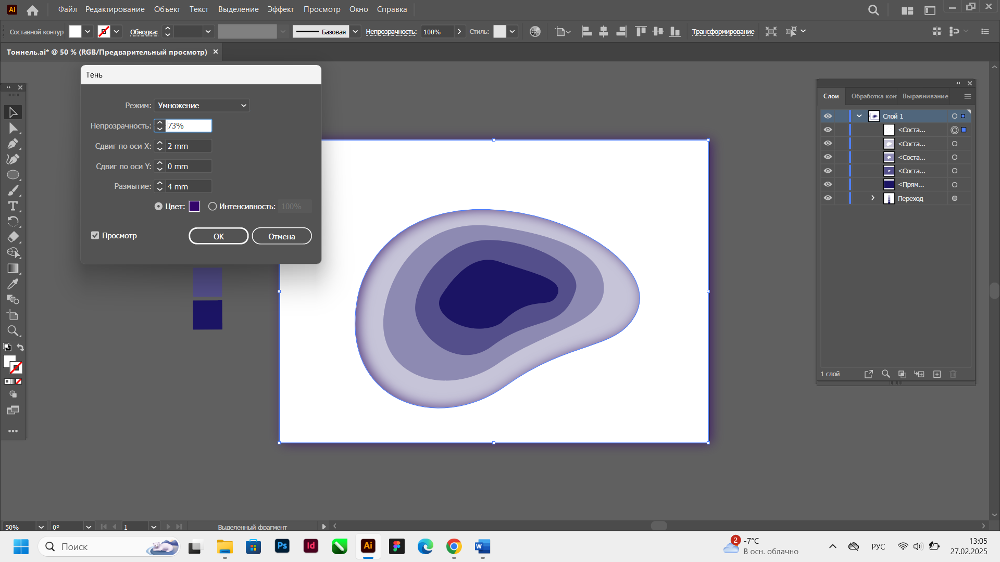 Ai Файл Редактирование Объект Текст Выделение Эффект Просмотр Окно Справка
Составной контур Обводка: Базовая Непрозрачность: 100% Стиль: Трансформирование
Тоннель.ai* @ 50 % (RGB/Предварительный просмотр)
Тень
Режим: Умножение
Непрозрачность: 73%
Сдвиг по оси X: 2 mm
Сдвиг по оси Y: 0 mm
Размытие: 4 mm
Цвет: Интенсивность: 100%
Просмотр OK Отмена
Слои Обработка кон Выравнивание
Слой 1
<Соста...
<Соста...
<Соста...
<Соста...
<Прям...
Переход
1 слой
50% 0° 1 Выделенный фрагмент
Поиск Ps Id Ai W 2 -7°C В осн. облачно РУС 13:05 27.02.2025